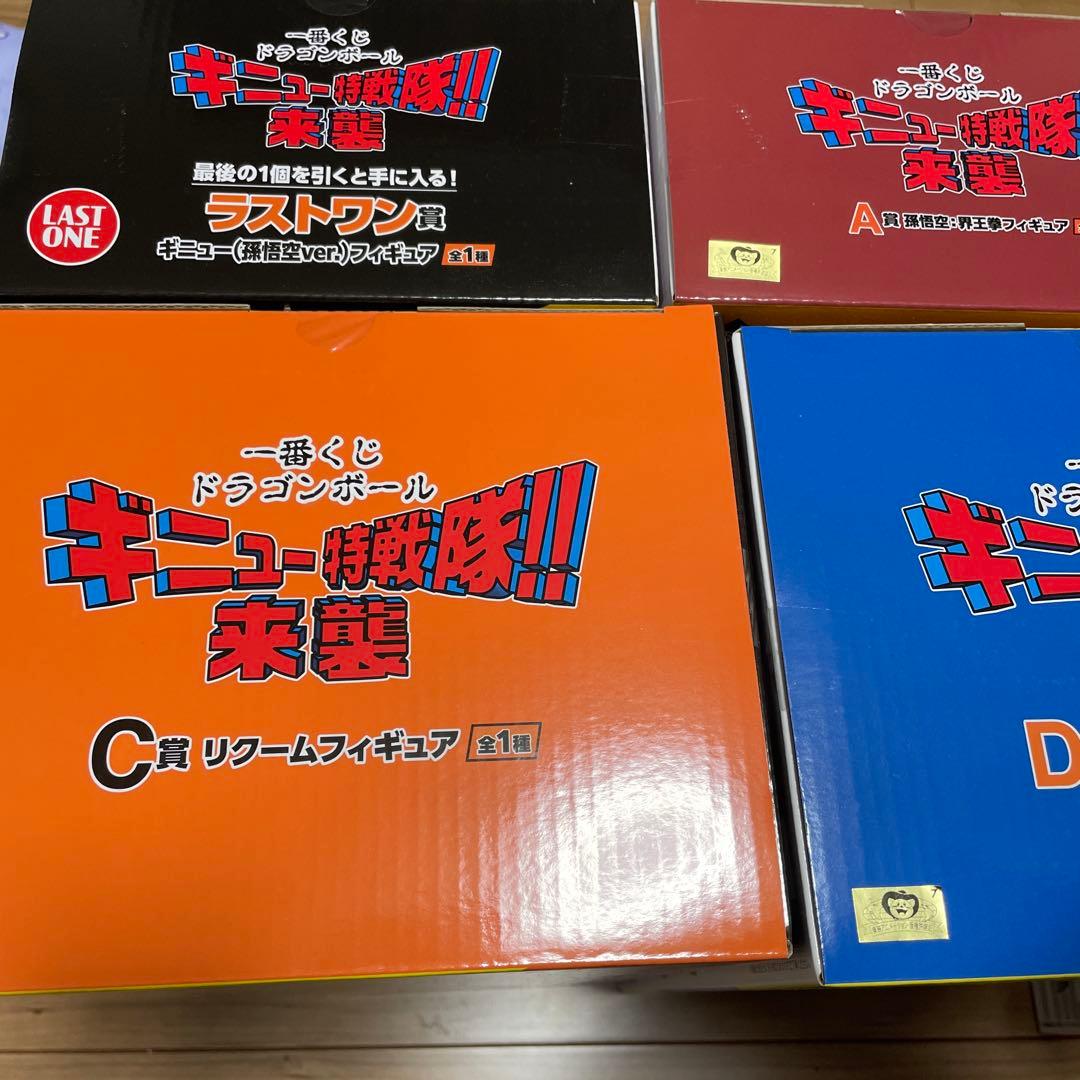 一番くじ
ドラゴンボール
ギニュー特戦隊!!
来襲
最後の1個を引くと手に入る!
LAST
ONE
ラストワン賞
ギニュー(孫悟空ver.)フィギュア 全1種
一番くじ
ドラゴンボール
ギニュー特戦隊
来襲
A賞 孫悟空:界王拳フィギュア
一番くじ
ドラゴンボール
ギニュー特戦隊!!
来襲
C賞 リクームフィギュア 全1種
ドラ
ギニ
D